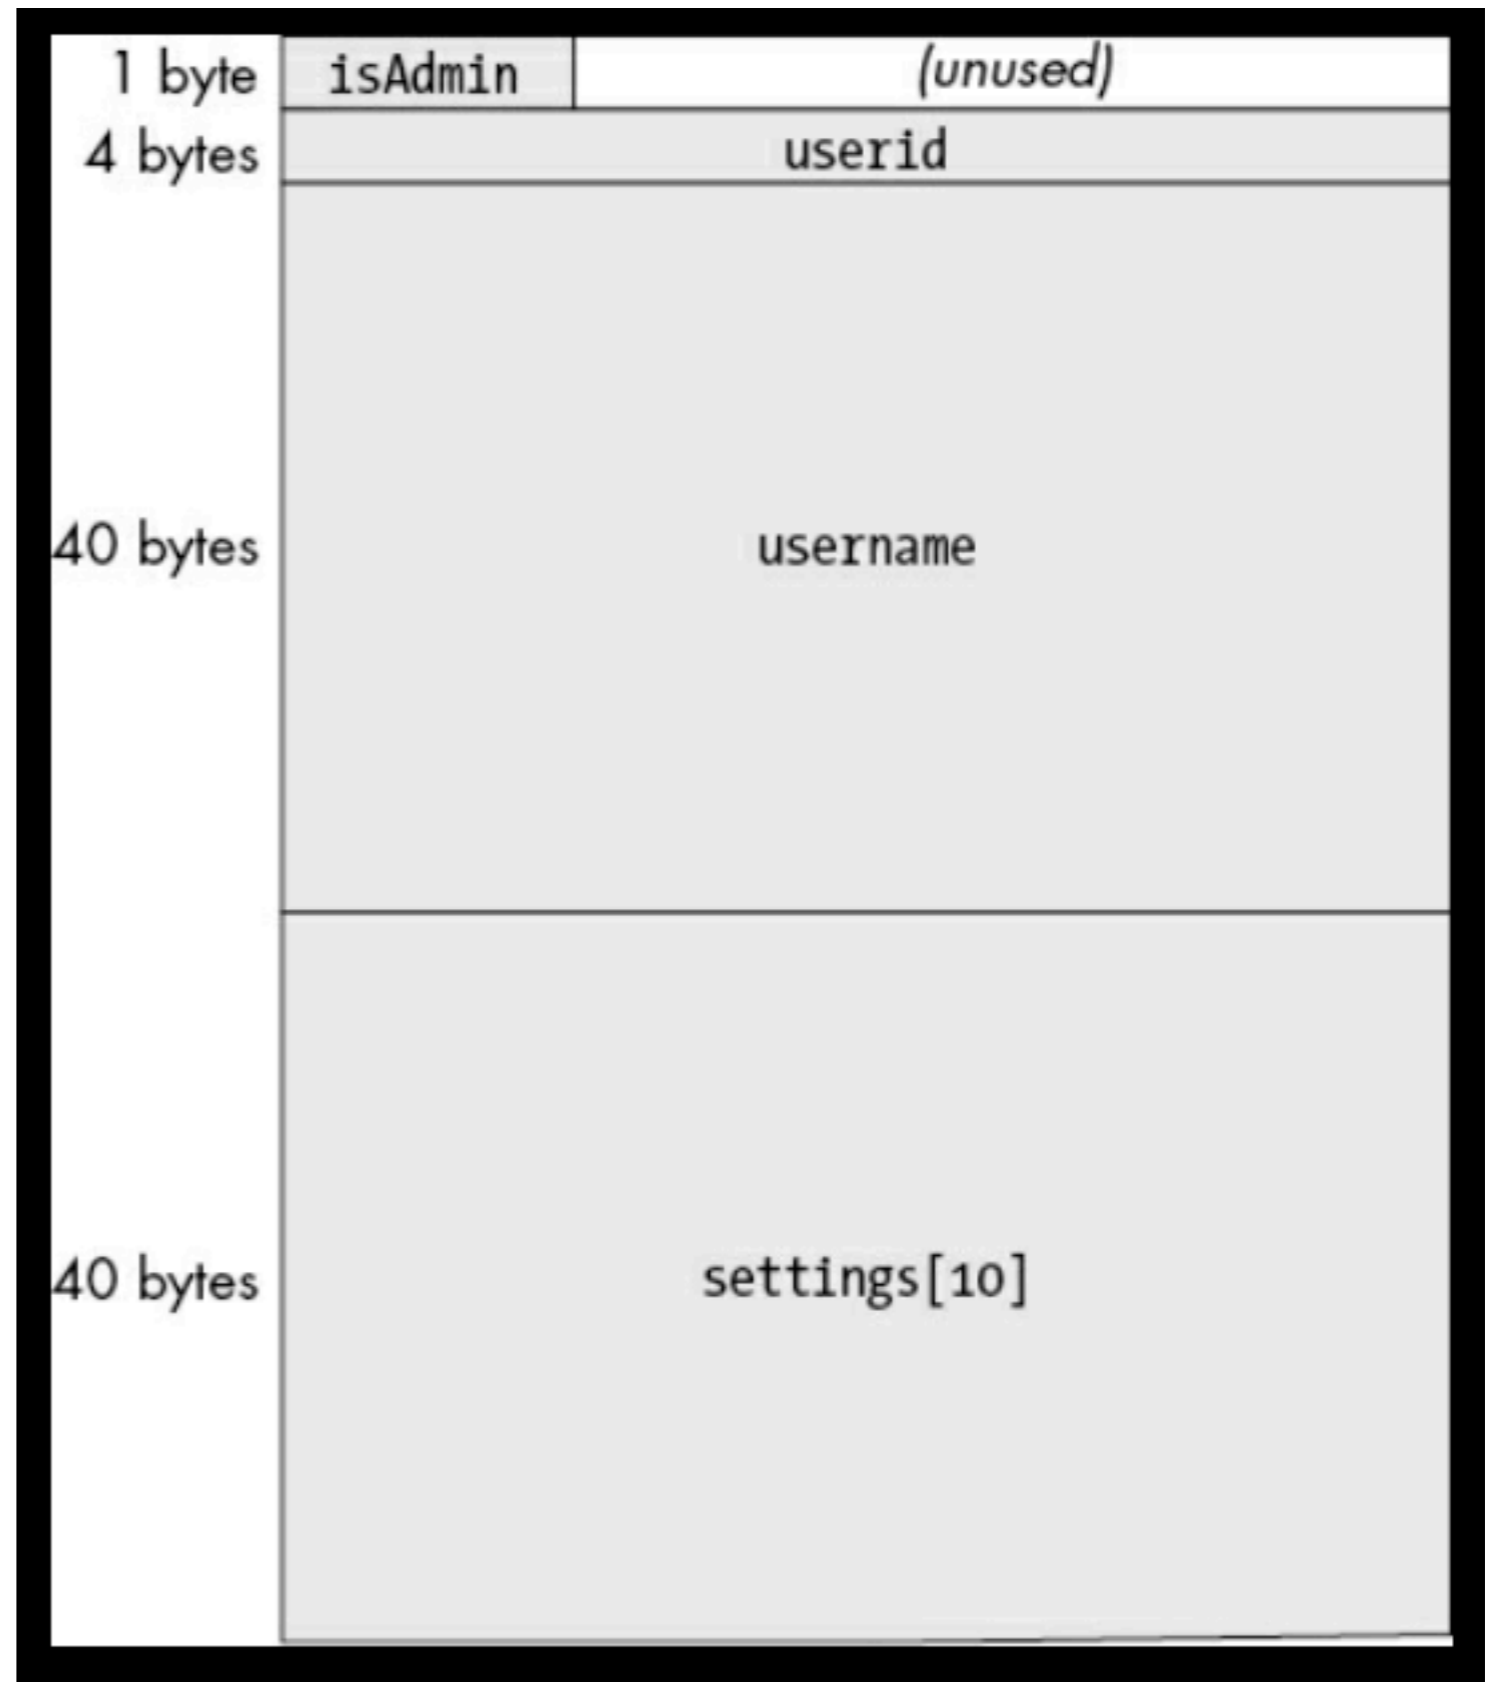 1 byte isAdmin (unused)
4 bytes userid
40 bytes username
40 bytes settings[10]